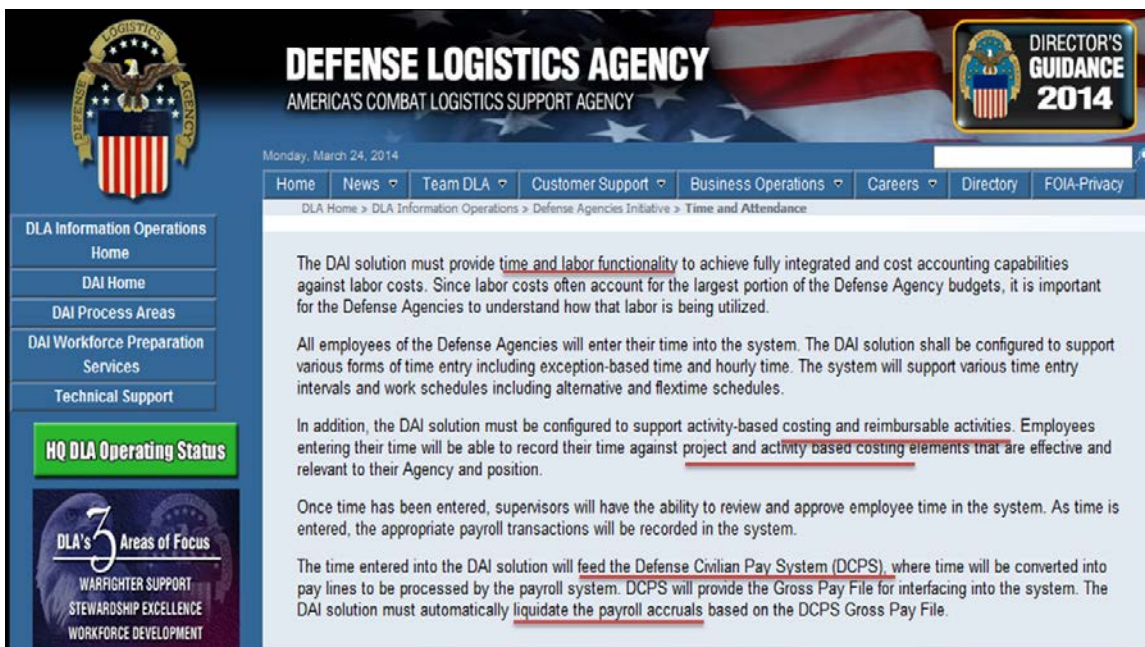 LOGISTICS
DEFENSE
AGENCY
DEFENSE LOGISTICS AGENCY
AMERICA'S COMBAT LOGISTICS SUPPORT AGENCY
DIRECTOR'S
GUIDANCE
2014
Monday, March 24, 2014
Home
News
Team DLA
Customer Support
Business Operations
Careers
Directory
FOIA-Privacy
DLA Home > DLA Information Operations > Defense Agencies Initiative > Time and Attendance
DLA Information Operations
Home
DAI Home
DAI Process Areas
DAI Workforce Preparation
Services
Technical Support
HQ DLA Operating Status
DLA's 3 Areas of Focus
WARFIGHTER SUPPORT
STEWARDSHIP EXCELLENCE
WORKFORCE DEVELOPMENT
The DAI solution must provide time and labor functionality to achieve fully integrated and cost accounting capabilities
against labor costs. Since labor costs often account for the largest portion of the Defense Agency budgets, it is important
for the Defense Agencies to understand how that labor is being utilized.
All employees of the Defense Agencies will enter their time into the system. The DAI solution shall be configured to support
various forms of time entry including exception-based time and hourly time. The system will support various time entry
intervals and work schedules including alternative and flextime schedules.
In addition, the DAI solution must be configured to support activity-based costing and reimbursable activities. Employees
entering their time will be able to record their time against project and activity based costing elements that are effective and
relevant to their Agency and position.
Once time has been entered, supervisors will have the ability to review and approve employee time in the system. As time is
entered, the appropriate payroll transactions will be recorded in the system.
The time entered into the DAI solution will feed the Defense Civilian Pay System (DCPS), where time will be converted into
pay lines to be processed by the payroll system. DCPS will provide the Gross Pay File for interfacing into the system. The
DAI solution must automatically liquidate the payroll accruals based on the DCPS Gross Pay File.